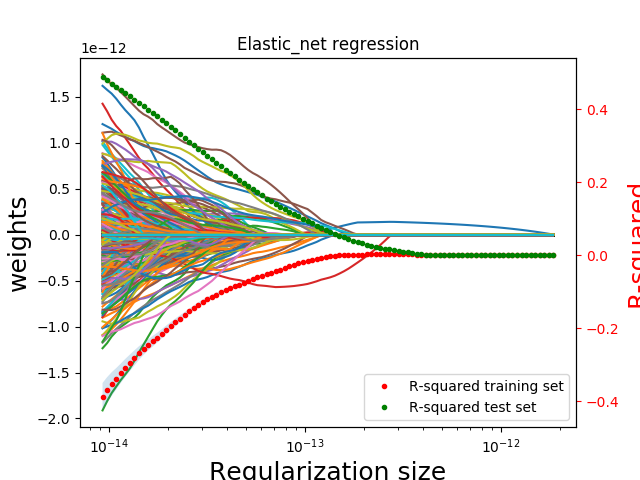 Elastic_net regression
1e−12
1.5
1.0
0.5
0.0
−0.5
−1.0
−1.5
−2.0
weights
0.4
0.2
0.0
−0.2
−0.4
R-squared
R-squared training set
R-squared test set
10−14
10−13
10−12
Regularization size